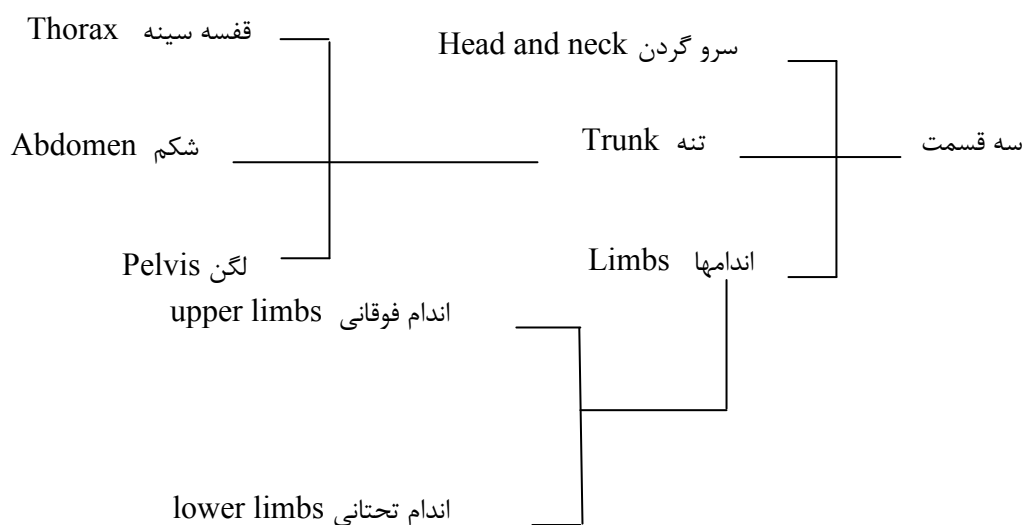 سه قسمت
سرو گردن Head and neck
تنه Trunk
اندامها Limbs
قفسه سینه Thorax
شکم Abdomen
لگن Pelvis
اندام فوقانی upper limbs
اندام تحتانی lower limbs